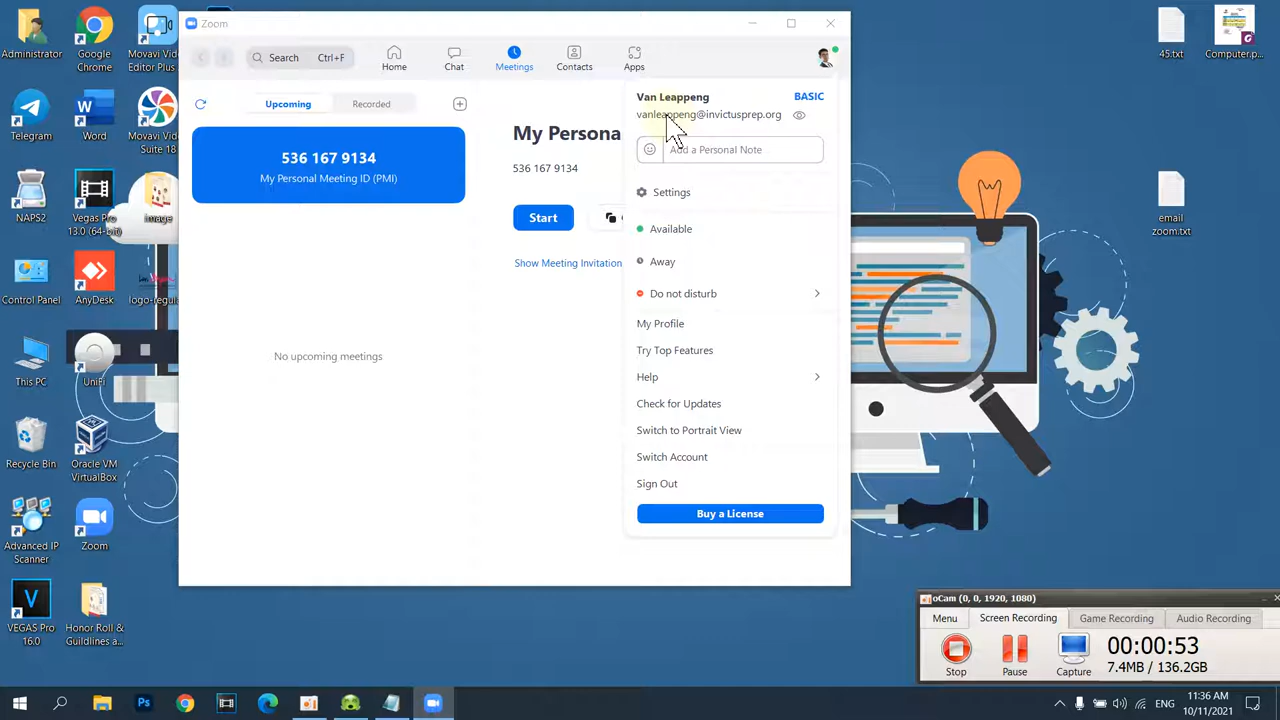 Administrator
Google
Chrome
Movavi Video
Editor Plus...
Telegram
Word
Movavi Video
Suite 18
NAPS2
Vegas Pro
13.0 (64-bit)
Image
Control Panel
AnyDesk
logo-regula...
This PC
UniFi
Recycle Bin
Oracle VM
VirtualBox
Advanced IP
Scanner
Zoom
VEGAS Pro
16.0
Honor Roll &
Guildlines a...
45.txt
Computer.p...
email
zoom.txt
Zoom
Search
Ctrl+F
Home
Chat
Meetings
Contacts
Apps
Upcoming
Recorded
536 167 9134
My Personal Meeting ID (PMI)
No upcoming meetings
My Persona
536 167 9134
Start
Show Meeting Invitation
Van Leappeng
BASIC
vanleappeng@invictusprep.org
Add a Personal Note
Settings
Available
Away
Do not disturb
My Profile
Try Top Features
Help
Check for Updates
Switch to Portrait View
Switch Account
Sign Out
Buy a License
oCam (0, 0, 1920, 1080)
Menu
Screen Recording
Game Recording
Audio Recording
Stop
Pause
Capture
00:00:53
7.4MB / 136.2GB
Ps
ENG
11:36 AM
10/11/2021